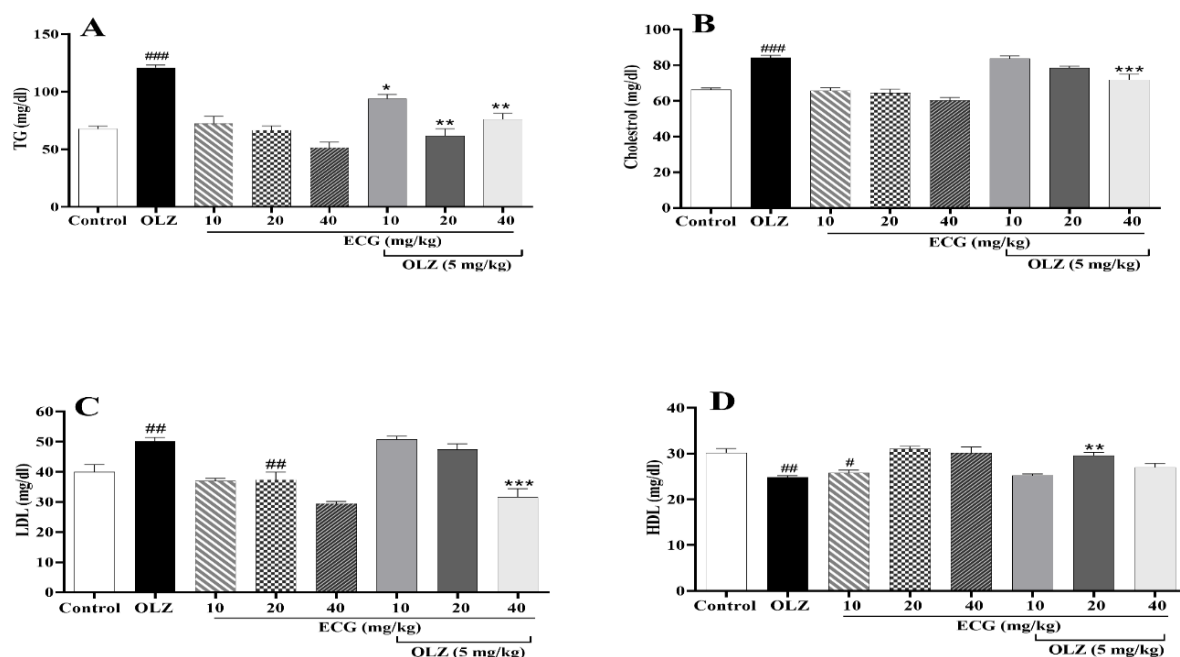 A
TG (mg/dl)
150
100
50
0
###
*
**
**
Control OLZ 10 20 40 10 20 40
ECG (mg/kg)
OLZ (5 mg/kg)
B
Cholestrol (mg/dl)
100
80
60
40
20
0
###
***
Control OLZ 10 20 40 10 20 40
ECG (mg/kg)
OLZ (5 mg/kg)
C
LDL (mg/dl)
60
50
40
30
20
10
0
##
##
***
Control OLZ 10 20 40 10 20 40
ECG (mg/kg)
OLZ (5 mg/kg)
D
HDL (mg/dl)
40
30
20
10
0
##
#
**
Control OLZ 10 20 40 10 20 40
ECG (mg/kg)
OLZ (5 mg/kg)